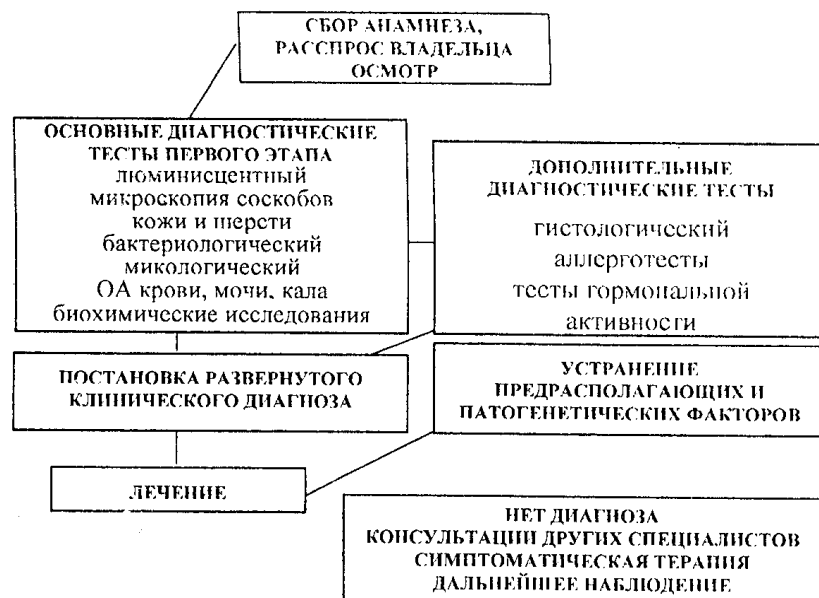 СБОР АНАМНЕЗА,
РАССПРОС ВЛАДЕЛЬЦА
ОСМОТР
ОСНОВНЫЕ ДИАГНОСТИЧЕСКИЕ
ТЕСТЫ ПЕРВОГО ЭТАПА
люминисцентный
микроскопия соскобов
кожи и шерсти
бактериологический
микологический
ОА крови, мочи, кала
биохимические исследования
ДОПОЛНИТЕЛЬНЫЕ
ДИАГНОСТИЧЕСКИЕ ТЕСТЫ
гистологический
аллерготесты
тесты гормональной
активности
ПОСТАНОВКА РАЗВЕРНУТОГО
КЛИНИЧЕСКОГО ДИАГНОЗА
УСТРАНЕНИЕ
ПРЕДРАСПОЛАГАЮЩИХ И
ПАТОГЕНЕТИЧЕСКИХ ФАКТОРОВ
ЛЕЧЕНИЕ
НЕТ ДИАГНОЗА
КОНСУЛЬТАЦИИ ДРУГИХ СПЕЦИАЛИСТОВ
СИМПТОМАТИЧЕСКАЯ ТЕРАПИЯ
ДАЛЬНЕЙШЕЕ НАБЛЮДЕНИЕ